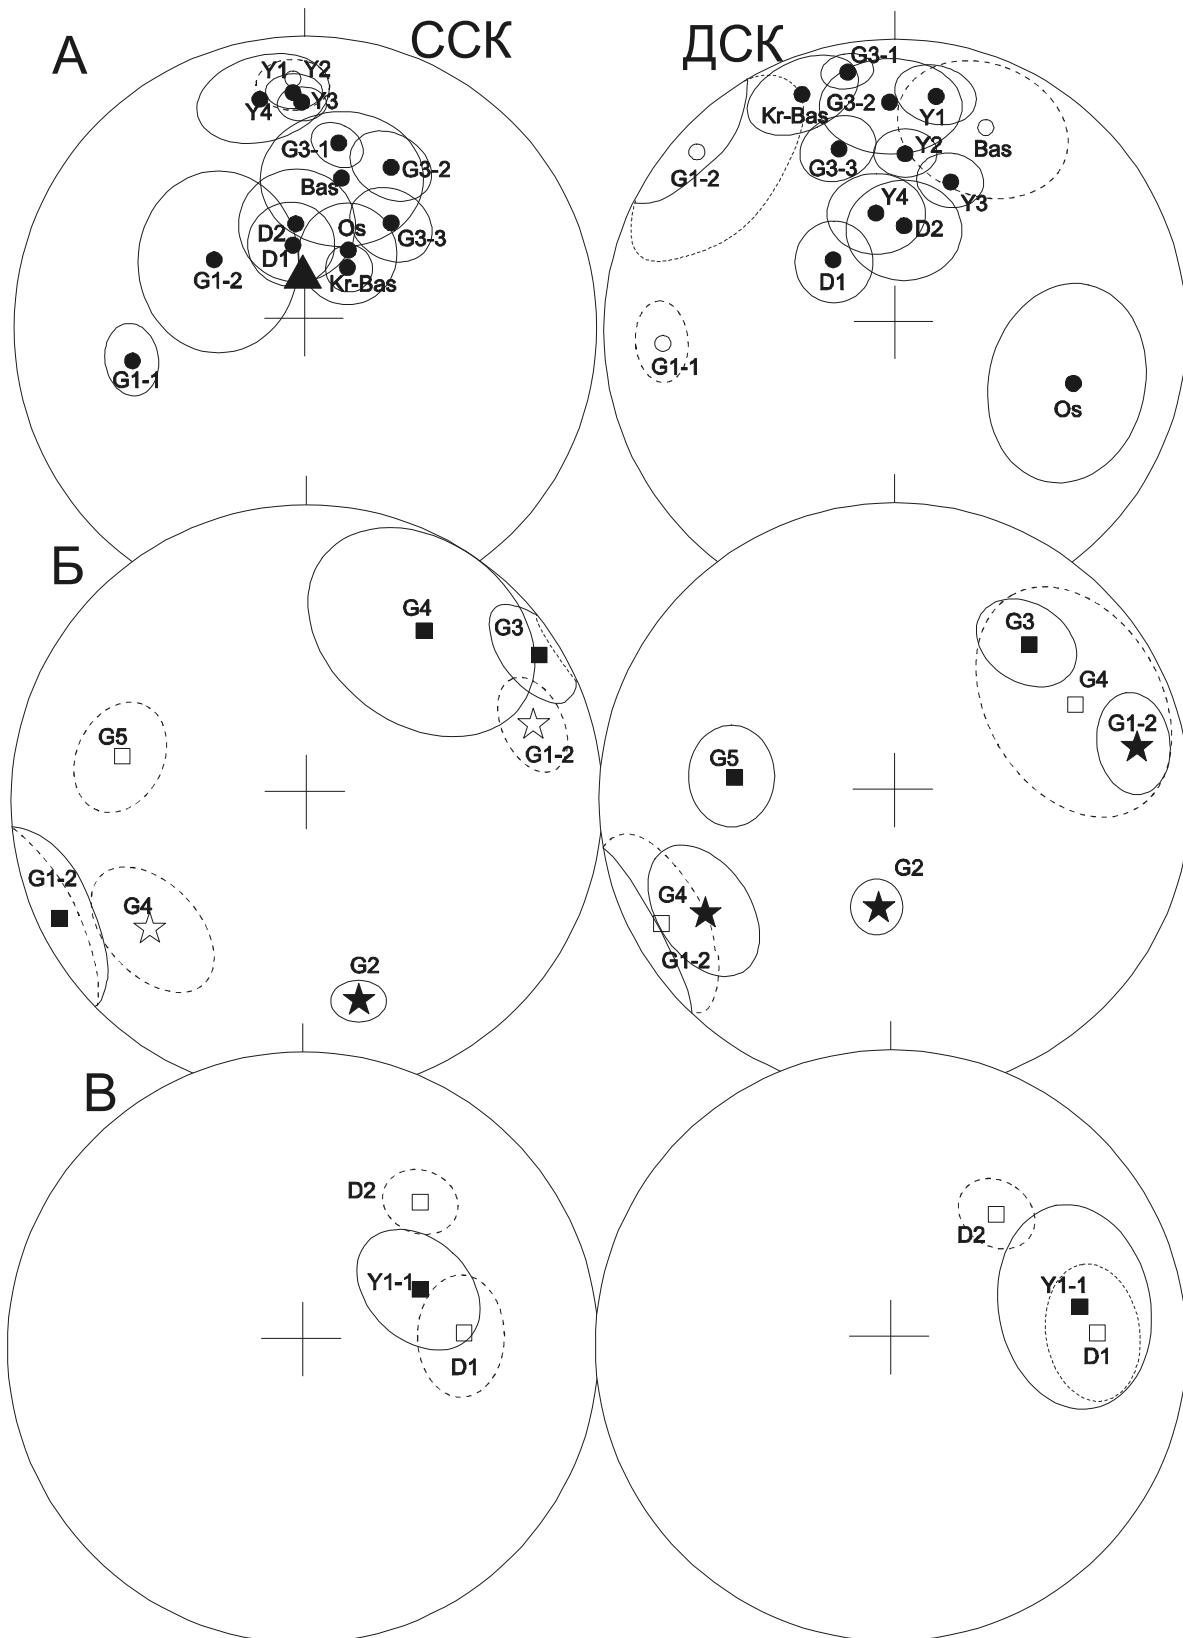 А
ССК
Y1
Y2
Y4
Y3
G3-1
G3-2
Bas
D2
Os
G3-3
D1
G1-2
Kr-Bas
G1-1
ДСК
G3-1
G3-2
Kr-Bas
Y1
Y2
Bas
G3-3
G1-2
Y3
Y4
D2
D1
G1-1
Os
Б
G4
G3
G5
G1-2
G1-2
G4
G2
G3
G4
G1-2
G5
G2
G4
G1-2
В
D2
Y1-1
D1
D2
Y1-1
D1